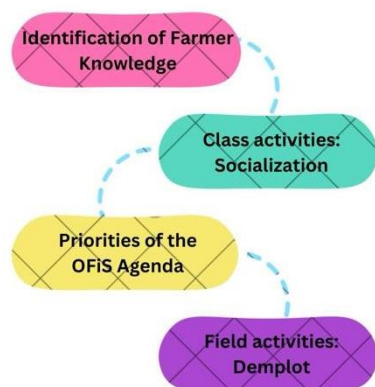 Identification of Farmer
Knowledge
Class activities:
Socialization
Priorities of the
OFiS Agenda
Field activities:
Demplot